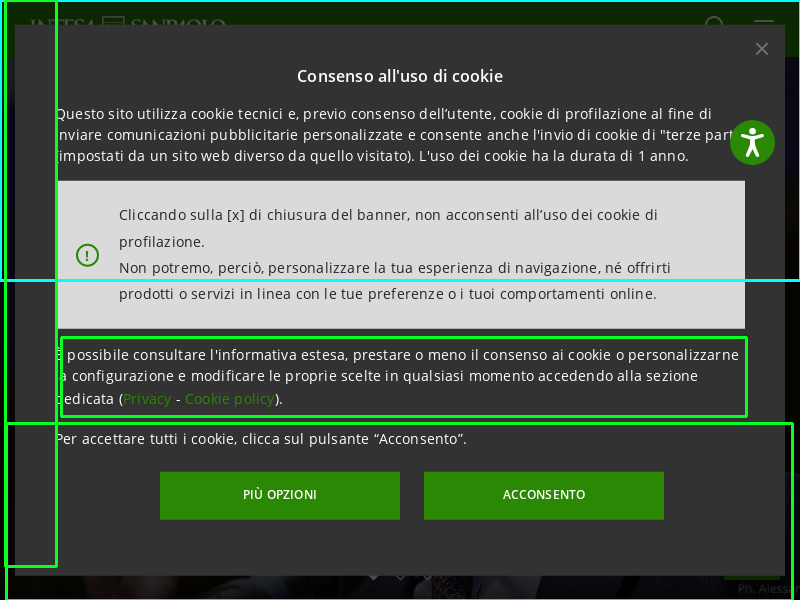 INTESA SANPAOLO
Consenso all'uso di cookie
Questo sito utilizza cookie tecnici e, previo consenso dell’utente, cookie di profilazione al fine di
inviare comunicazioni pubblicitarie personalizzate e consente anche l'invio di cookie di "terze
(impostati da un sito web diverso da quello visitato). L'uso dei cookie ha la durata di 1 anno.
Cliccando sulla [x] di chiusura del banner, non acconsenti all’uso dei cookie di
profilazione.
Non potremo, perciò, personalizzare la tua esperienza di navigazione, né offrirti
prodotti o servizi in linea con le tue preferenze o i tuoi comportamenti online.
È possibile consultare l'informativa estesa, prestare o meno il consenso ai cookie o personalizzarne
la configurazione e modificare le proprie scelte in qualsiasi momento accedendo alla sezione
dedicata (Privacy - Cookie policy).
Per accettare tutti i cookie, clicca sul pulsante “Acconsento”.
PIÙ OPZIONI
ACCONSENTO
Ph.